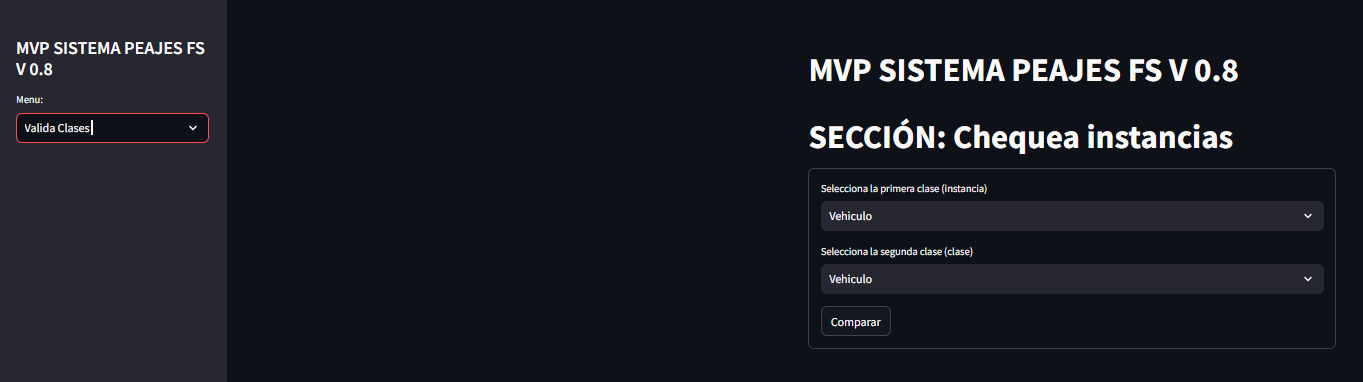 MVP SISTEMA PEAJES FS
V 0.8
Menu:
Valida Clases
MVP SISTEMA PEAJES FS V 0.8
SECCIÓN: Chequea instancias
Selecciona la primera clase (instancia)
Vehiculo
Selecciona la segunda clase (clase)
Vehiculo
Comparar